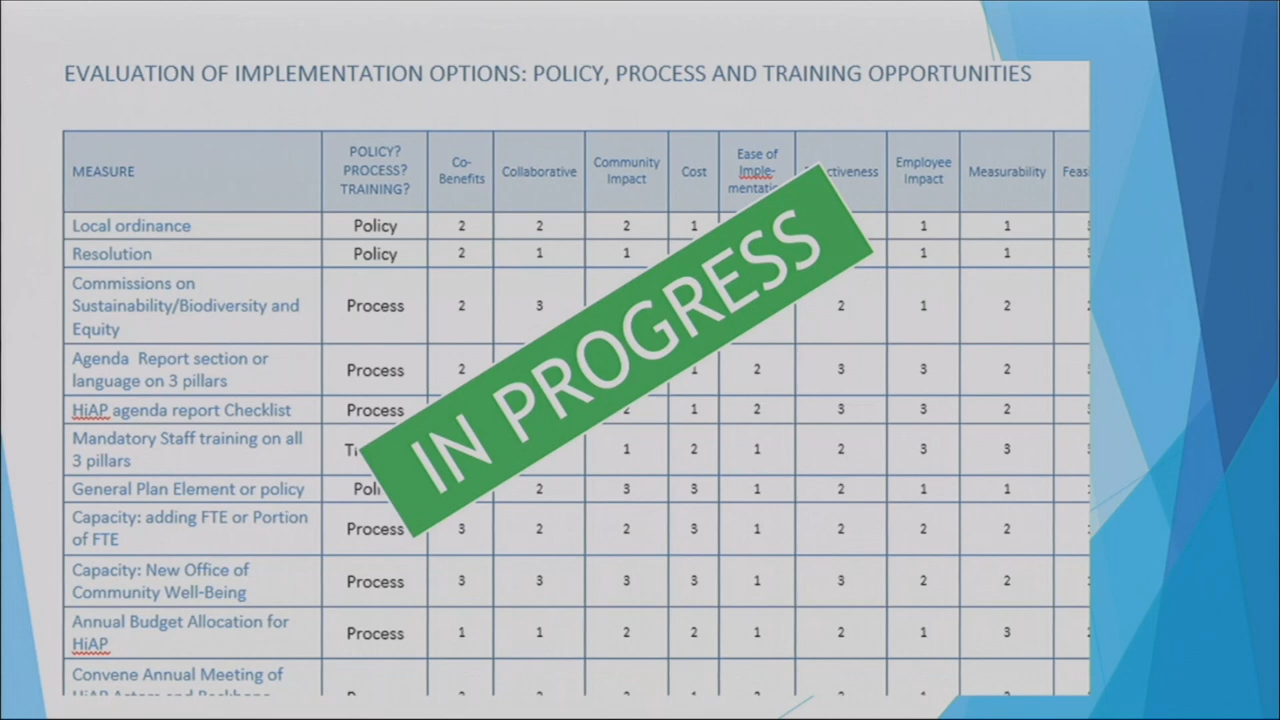 EVALUATION OF IMPLEMENTATION OPTIONS: POLICY, PROCESS AND TRAINING OPPORTUNITIES
MEASURE
POLICY?
PROCESS?
TRAINING?
Co-
Benefits
Collaborative
Community
Impact
Cost
Ease of
Imple-
Employee
Impact
Measurability
Local ordinance Policy 2 2 2 1 1 1
Resolution Policy 2 1 1 1 1
Commissions on
Sustainability/Biodiversity and
Equity
Process 2 3 2 1 2
Agenda Report section or
language on 3 pillars
Process 2 1 2 3 3 2
HiAP agenda report Checklist Process 2 1 2 3 3 2
Mandatory Staff training on all
3 pillars
1 2 1 2 3 3
General Plan Element or policy 2 3 3 1 2 1 1
Capacity: adding FTE or Portion
of FTE
Process 3 2 2 3 1 2 2 2
Capacity: New Office of
Community Well-Being
Process 3 3 3 3 1 3 2 2
Annual Budget Allocation for
HiAP
Process 1 1 2 2 1 2 1 3
Convene Annual Meeting of
IN PROGRESS